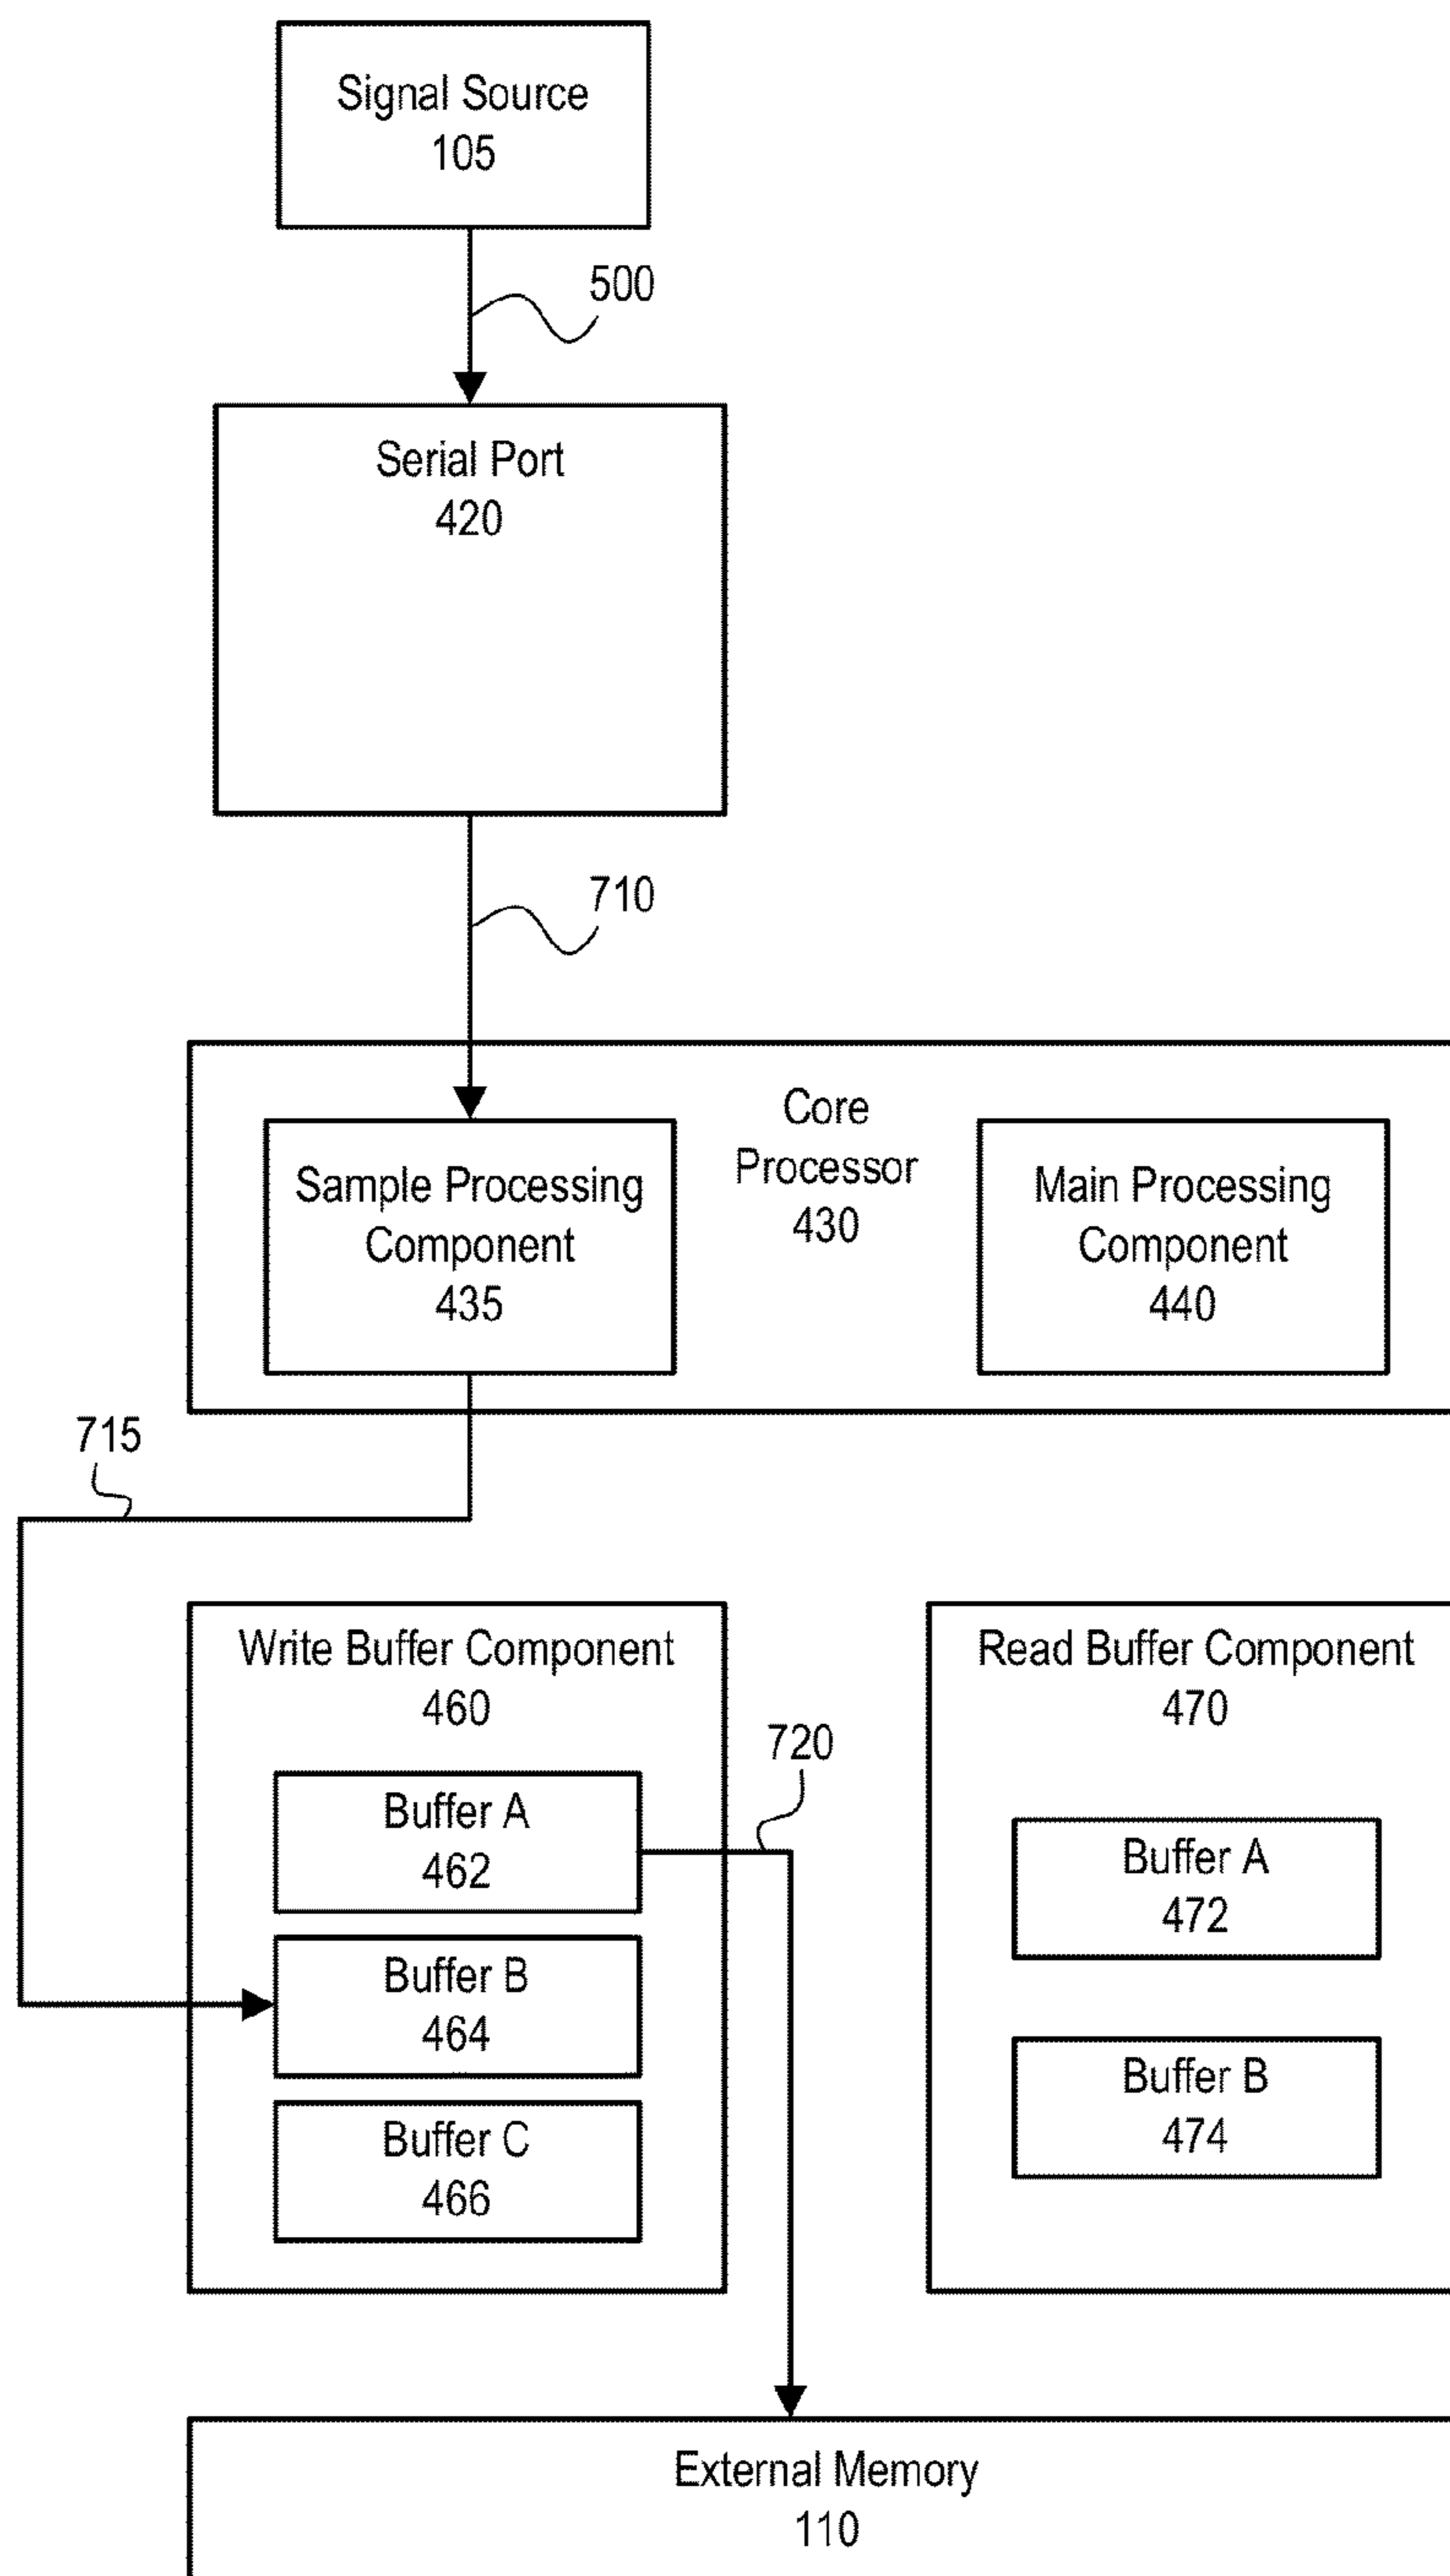 Signal Source
105
500
Serial Port
420
710
Core
Processor
430
Sample Processing
Component
435
Main Processing
Component
440
715
Write Buffer Component
460
Read Buffer Component
470
720
Buffer A
462
Buffer A
472
Buffer B
464
Buffer B
474
Buffer C
466
External Memory
110